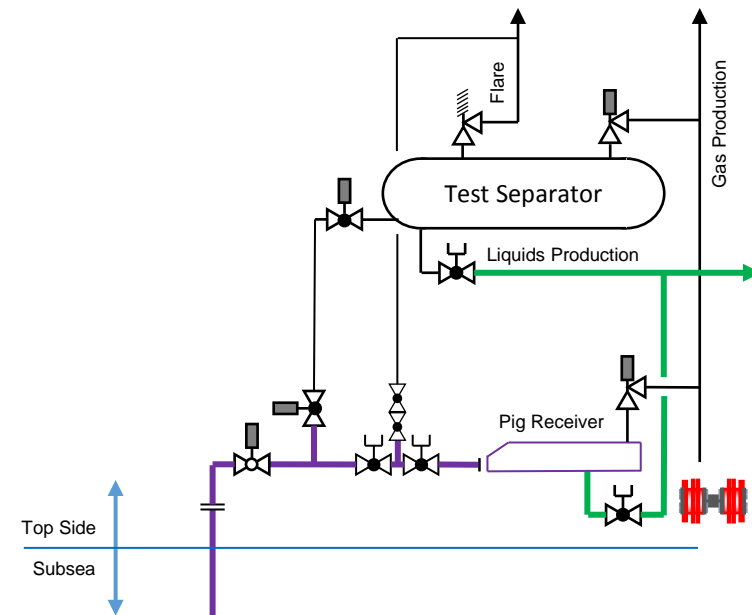 Flare
Gas Production
Test Separator
Liquids Production
Pig Receiver
Top Side
Subsea